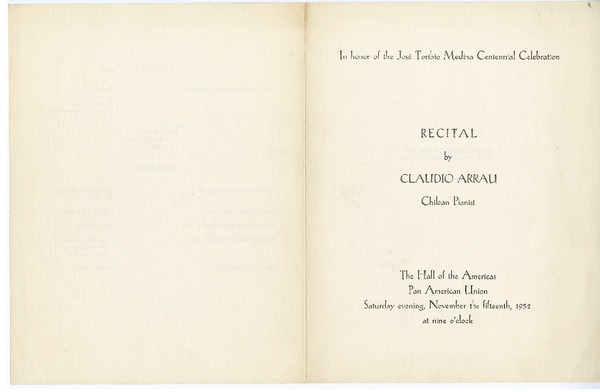 In honor of the José Toribio Medina Centennial Celebration
RECITAL
by
CLAUDIO ARRAU
Chilean Pianist
The Hall of the Americas
Pan American Union
Saturday evening, November the fifteenth, 1952
at nine o'clock